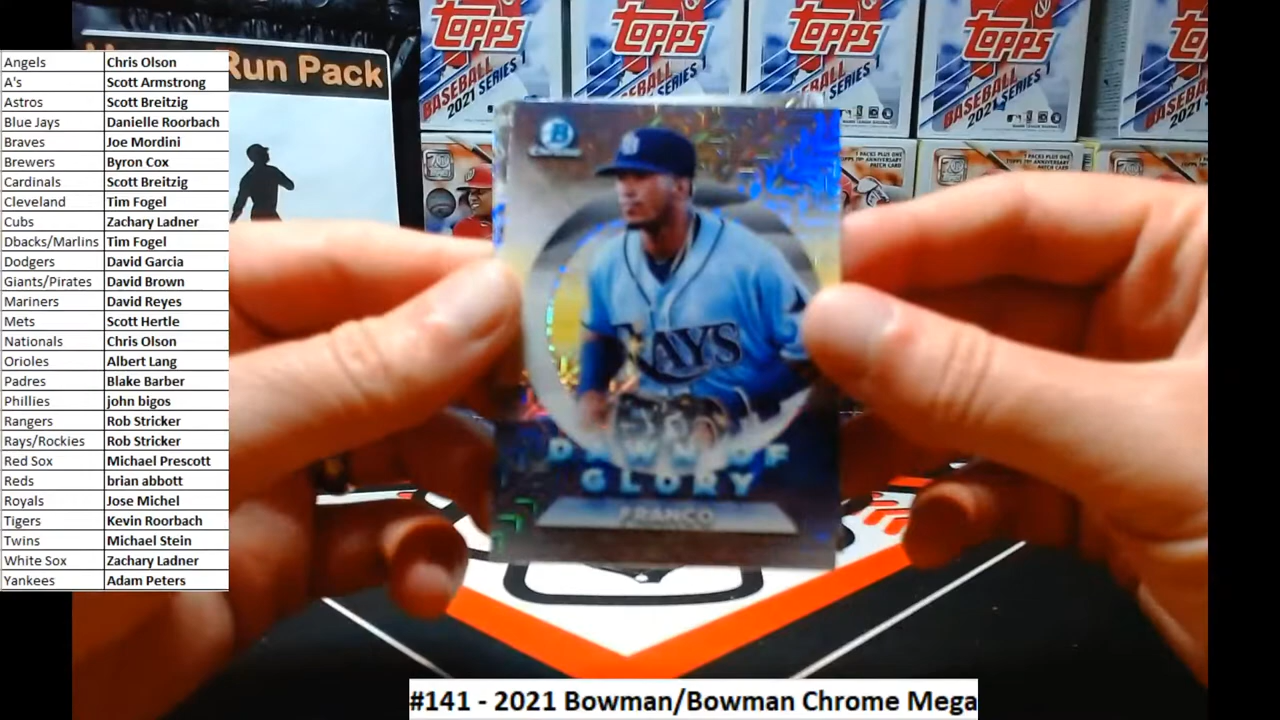 Run Pack
TOPPS
TOPPS
TOPPS
TOPPS
BASEBALL
2021 SERIES
BASEBALL
2021 SERIES
BASEBALL
2021 SERIES
BASEBALL
2021 SERIES
Angels Chris Olson
A's Scott Armstrong
Astros Scott Breitzig
Blue Jays Danielle Roorbach
Braves Joe Mordini
Brewers Byron Cox
Cardinals Scott Breitzig
Cleveland Tim Fogel
Cubs Zachary Ladner
Dbacks/Marlins Tim Fogel
Dodgers David Garcia
Giants/Pirates David Brown
Mariners David Reyes
Mets Scott Hertle
Nationals Chris Olson
Orioles Albert Lang
Padres Blake Barber
Phillies john bigos
Rangers Rob Stricker
Rays/Rockies Rob Stricker
Red Sox Michael Prescott
Reds brian abbott
Royals Jose Michel
Tigers Kevin Roorbach
Twins Michael Stein
White Sox Zachary Ladner
Yankees Adam Peters
B
RAYS
DAWN OF
GLORY
FRANCO
#141 - 2021 Bowman/Bowman Chrome Mega